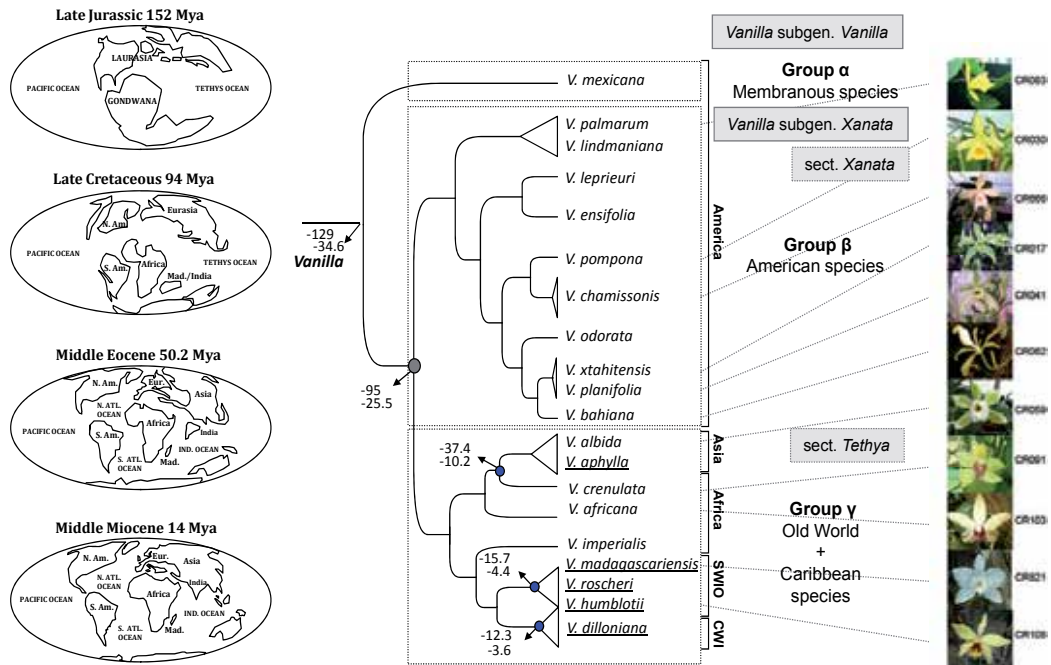 Late Jurassic 152 Mya
LAURASIA
PACIFIC OCEAN
TETHYS OCEAN
GONDWANA
Late Cretaceous 94 Mya
Eurasia
N. Am.
PACIFIC OCEAN
TETHYS OCEAN
S. Am.
Africa
Mad./India
Middle Eocene 50.2 Mya
N. Am.
Eur.
Asia
N. ATL.
OCEAN
Africa
PACIFIC OCEAN
India
S. Am.
IND. OCEAN
S. ATL.
OCEAN
Mad.
Middle Miocene 14 Mya
N. Am.
Eur.
Asia
N. ATL.
OCEAN
India
PACIFIC OCEAN
Africa
S. Am.
IND. OCEAN
S. ATL.
OCEAN
Mad.
-129
-34.6
Vanilla
-95
-25.5
-37.4
-10.2
-15.7
-4.4
-12.3
-3.6
V. mexicana
V. palmarum
V. lindmaniana
V. leprieuri
V. ensifolia
V. pompona
V. chamissonis
V. odorata
V. xtahitensis
V. planifolia
V. bahiana
V. albida
V. aphylla
V. crenulata
V. africana
V. imperialis
V. madagascariensis
V. roscheri
V. humblotii
V. dilloniana
America
Asia
Africa
SWIO
CWI
Vanilla subgen. Vanilla
Group α
Membranous species
Vanilla subgen. Xanata
sect. Xanata
Group β
American species
sect. Tethya
Group γ
Old World
+
Caribbean
species
CR0017
CR041